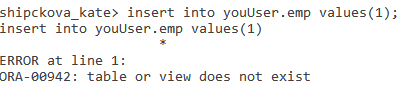 shipckova_kate> insert into youUser.emp values(1);
insert into youUser.emp values(1)
*
ERROR at line 1:
ORA-00942: table or view does not exist